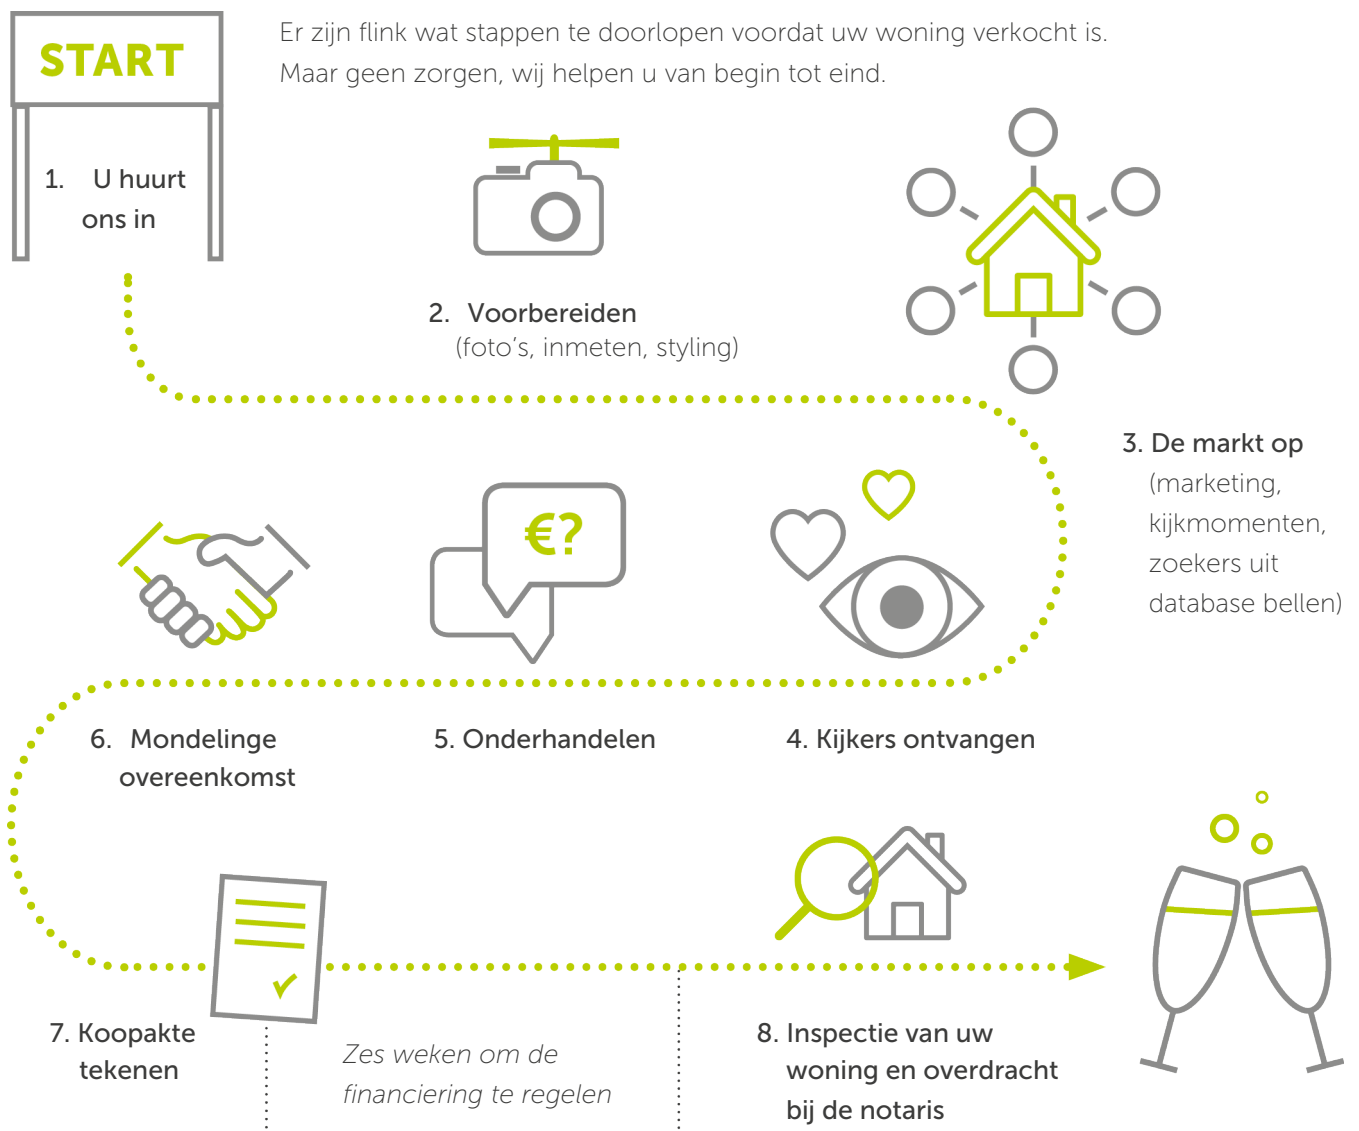 START
Er zijn flink wat stappen te doorlopen voordat uw woning verkocht is.
Maar geen zorgen, wij helpen u van begin tot eind.
1. U huurt
ons in
2. Voorbereiden
(foto's, inmeten, styling)
3. De markt op
(marketing,
kijkmomenten,
zoekers uit
database bellen)
4. Kijkers ontvangen
€?
5. Onderhandelen
6. Mondelinge
overeenkomst
7. Koopakte
tekenen
Zes weken om de
financiering te regelen
8. Inspectie van uw
woning en overdracht
bij de notaris